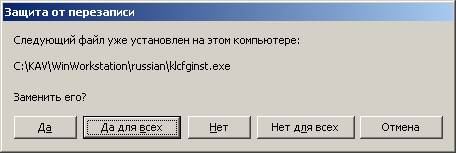 Защита от перезаписи
Следующий файл уже установлен на этом компьютере:
C:\KAV\WinWorkstation\russian\klcfginst.exe
Заменить его?
Да Да для всех Нет Нет для всех Отмена